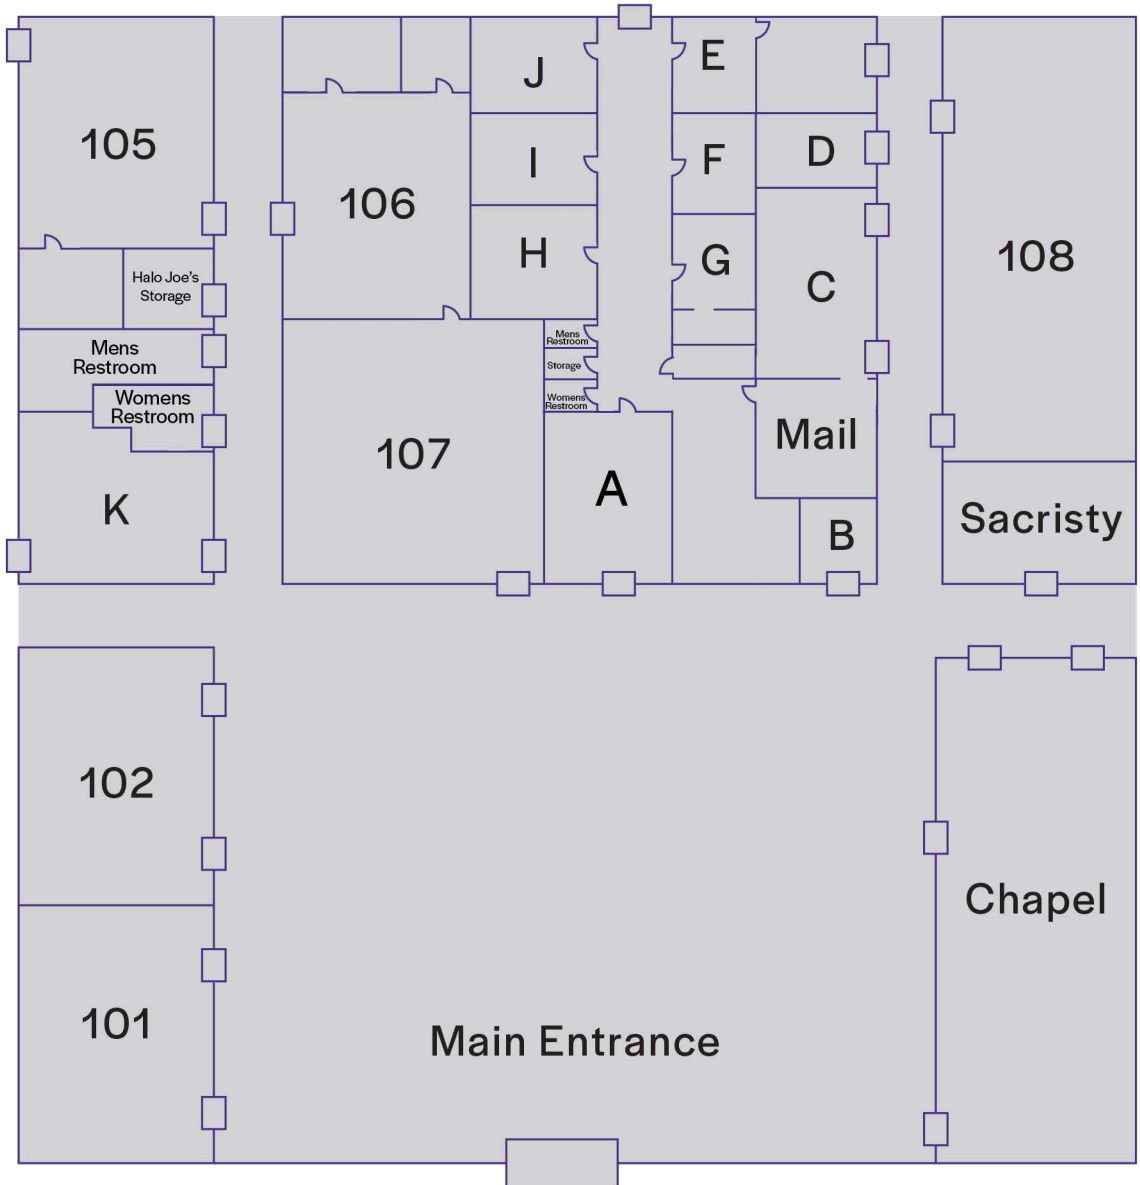 J
E
105
I
F
D
106
H
G
C
108
Halo Joe's
Storage
Mens
Restroom
Mens
Restroom
Storage
Womens
Restroom
Womens
Restroom
107
A
Mail
K
B
Sacristy
102
Chapel
101
Main Entrance